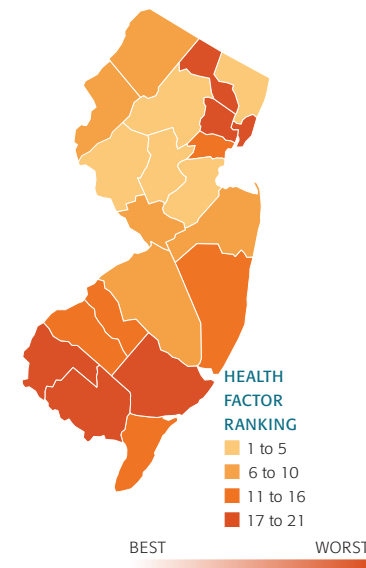 HEALTH
FACTOR
RANKING
1 to 5
6 to 10
11 to 16
17 to 21
BEST WORST